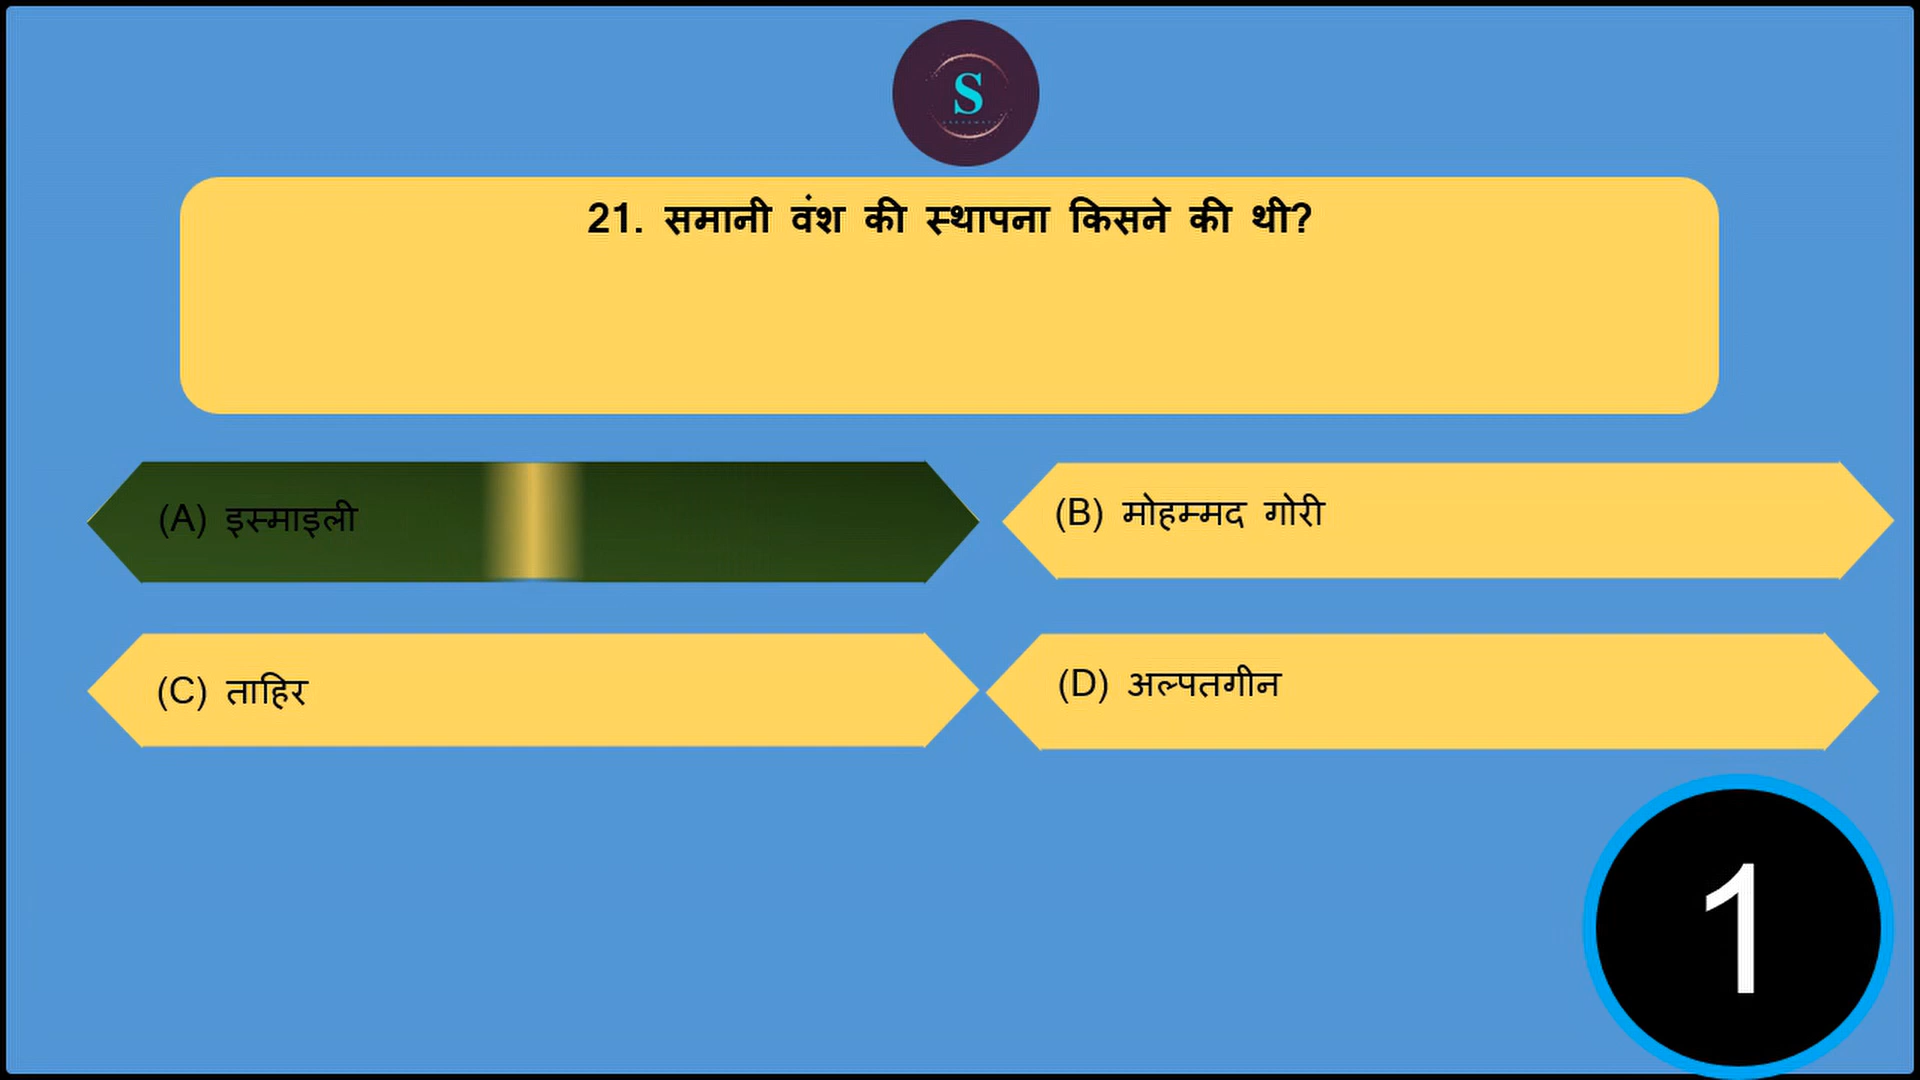 S
21. समानी वंश की स्थापना किसने की थी?
(A) इस्माइली
(B) मोहम्मद गोरी
(C) ताहिर
(D) अल्पतगीन
1